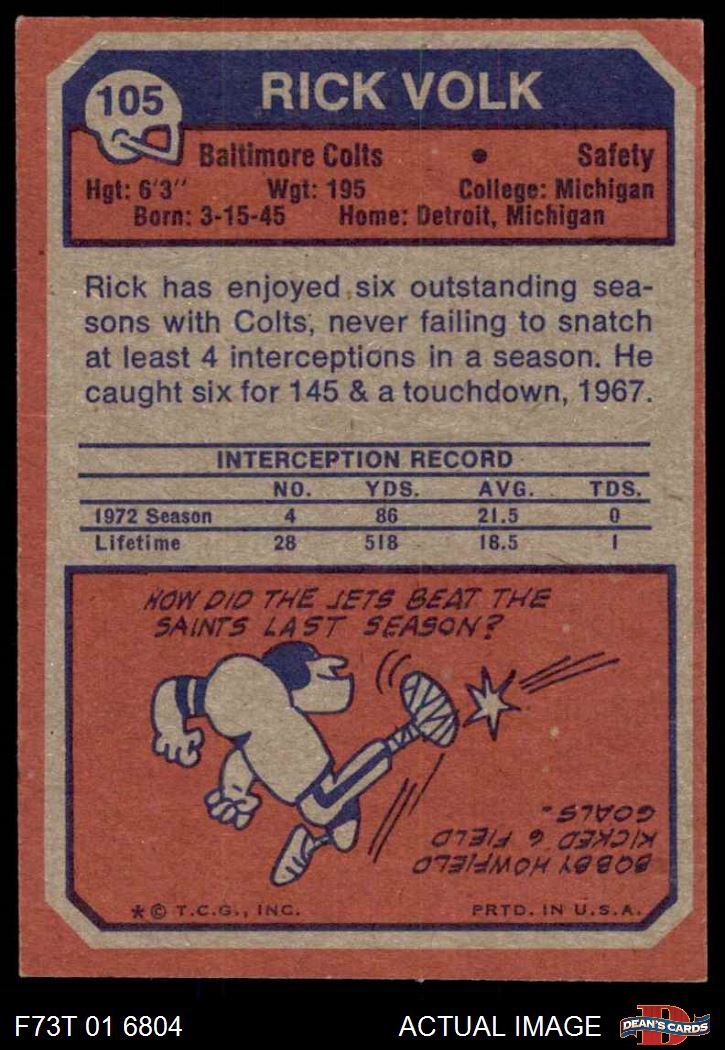 105
RICK VOLK
Baltimore Colts • Safety
Hgt: 6'3" Wgt: 195 College: Michigan
Born: 3-15-45 Home: Detroit, Michigan
Rick has enjoyed six outstanding sea-
sons with Colts, never failing to snatch
at least 4 interceptions in a season. He
caught six for 145 & a touchdown, 1967.
INTERCEPTION RECORD
NO. YDS. AVG. TDS.
1972 Season 4 86 21.5 0
Lifetime 28 518 18.5 1
HOW DID THE JETS BEAT THE
SAINTS LAST SEASON?
BOBBY HOWFIELD
KICKED 6 FIELD
GOALS.
* © T.C.G., INC. PRTD. IN U.S.A.
F73T 01 6804 ACTUAL IMAGE
D
DEAN'S CARDS